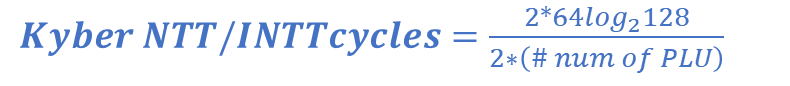 Kyber NTT/INTTcycles = 2*64log₂128 / 2*(# num of PLU)